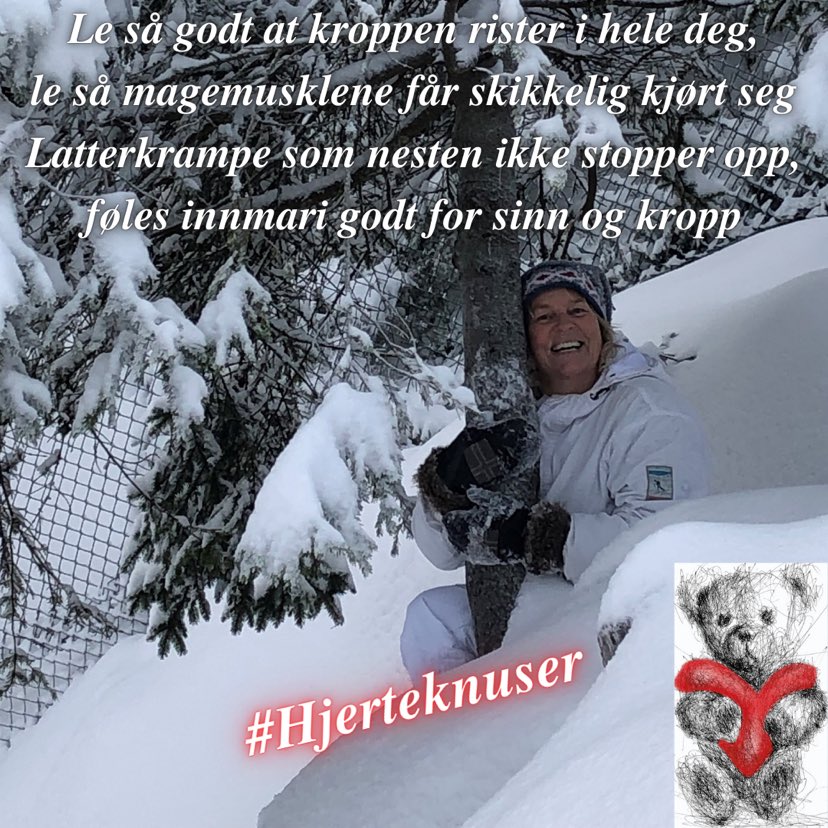 Le så godt at kroppen rister i hele deg,
le så magemusklene får skikkelig kjørt seg
Latterkrampe som nesten ikke stopper opp,
føles innmari godt for sinn og kropp
#Hjerteknuser